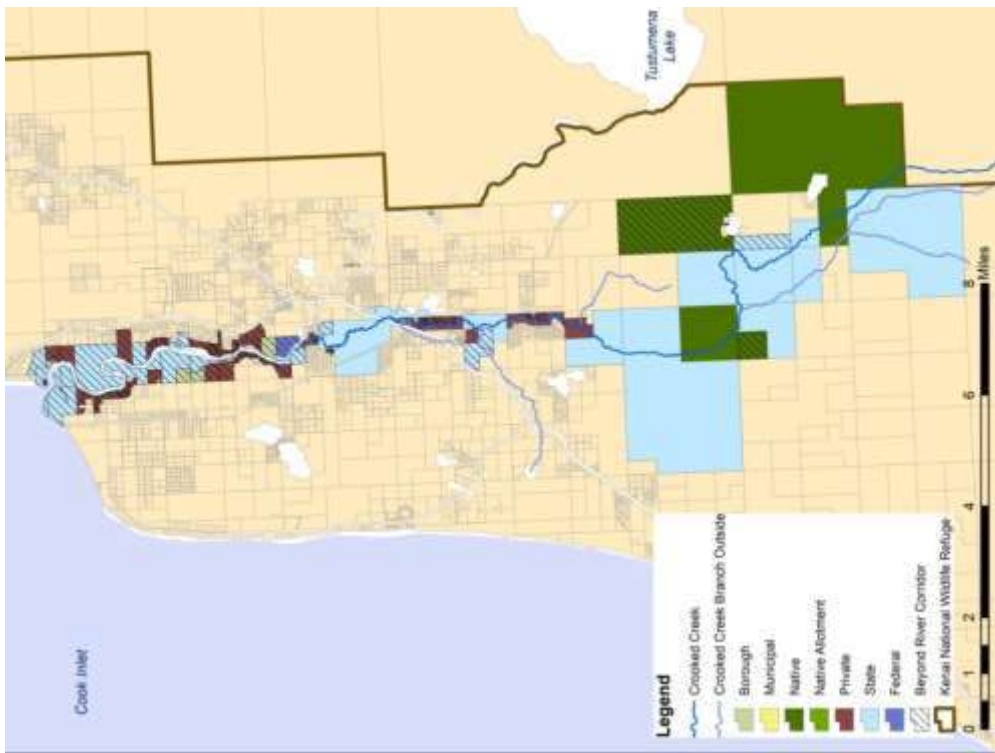 Tustumena
Lake
Cook Inlet
Legend
Crooked Creek
Crooked Creek Branch Outside
Borough
Municipal
Native
Native Allotment
Private
State
Federal
Beyond River Corridor
Kenai National Wildlife Refuge
0 1 2 4 6 8
Miles